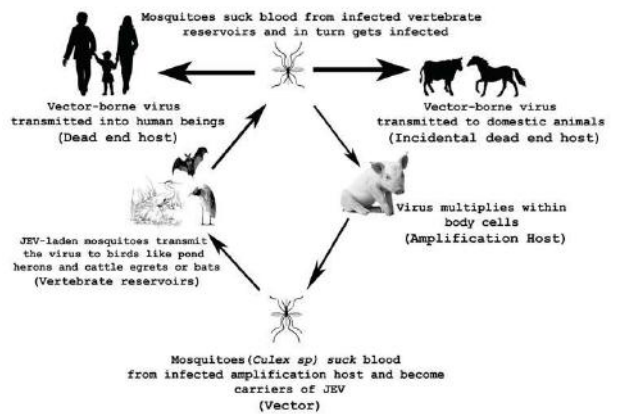 Mosquitoes suck blood from infected vertebrate
reservoirs and in turn gets infected
Vector-borne virus
transmitted into human beings
(Dead end host)
Vector-borne virus
transmitted to domestic animals
(Incidental dead end host)
Virus multiplies within
body cells
(Amplification Host)
JEV-laden mosquitoes transmit
the virus to birds like pond
herons and cattle egrets or bats
(Vertebrate reservoirs)
Mosquitoes(Culex sp) suck blood
from infected amplification host and become
carriers of JEV
(Vector)